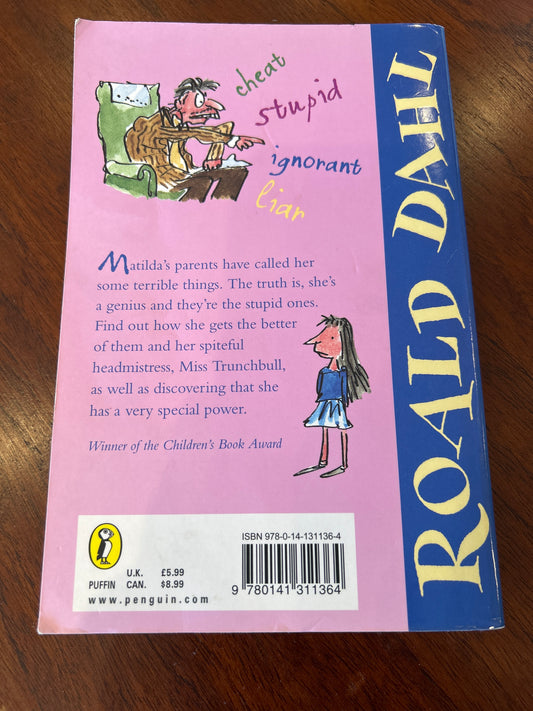 cheat
stupid
ignorant
liar
Matilda's parents have called her
some terrible things. The truth is, she's
a genius and they're the stupid ones.
Find out how she gets the better
of them and her spiteful
headmistress, Miss Trunchbull,
as well as discovering that she
has a very special power.
Winner of the Children's Book Award
ROALD DAHL
PUFFIN
U.K. £5.99
CAN. $8.99
www.penguin.com
ISBN 978-0-14-131136-4
9 780141 311364